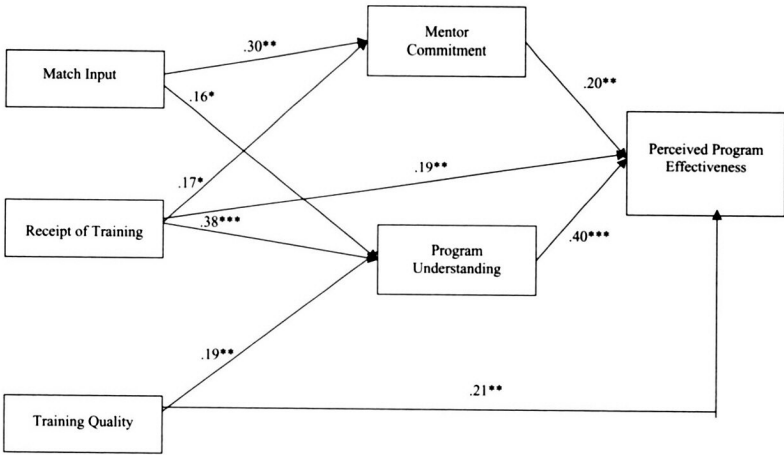 Mentor
Commitment
.30**
Match Input
.16*
.20**
Perceived Program
Effectiveness
.17*
.19**
Receipt of Training
.38***
Program
Understanding
.40***
.19**
.21**
Training Quality